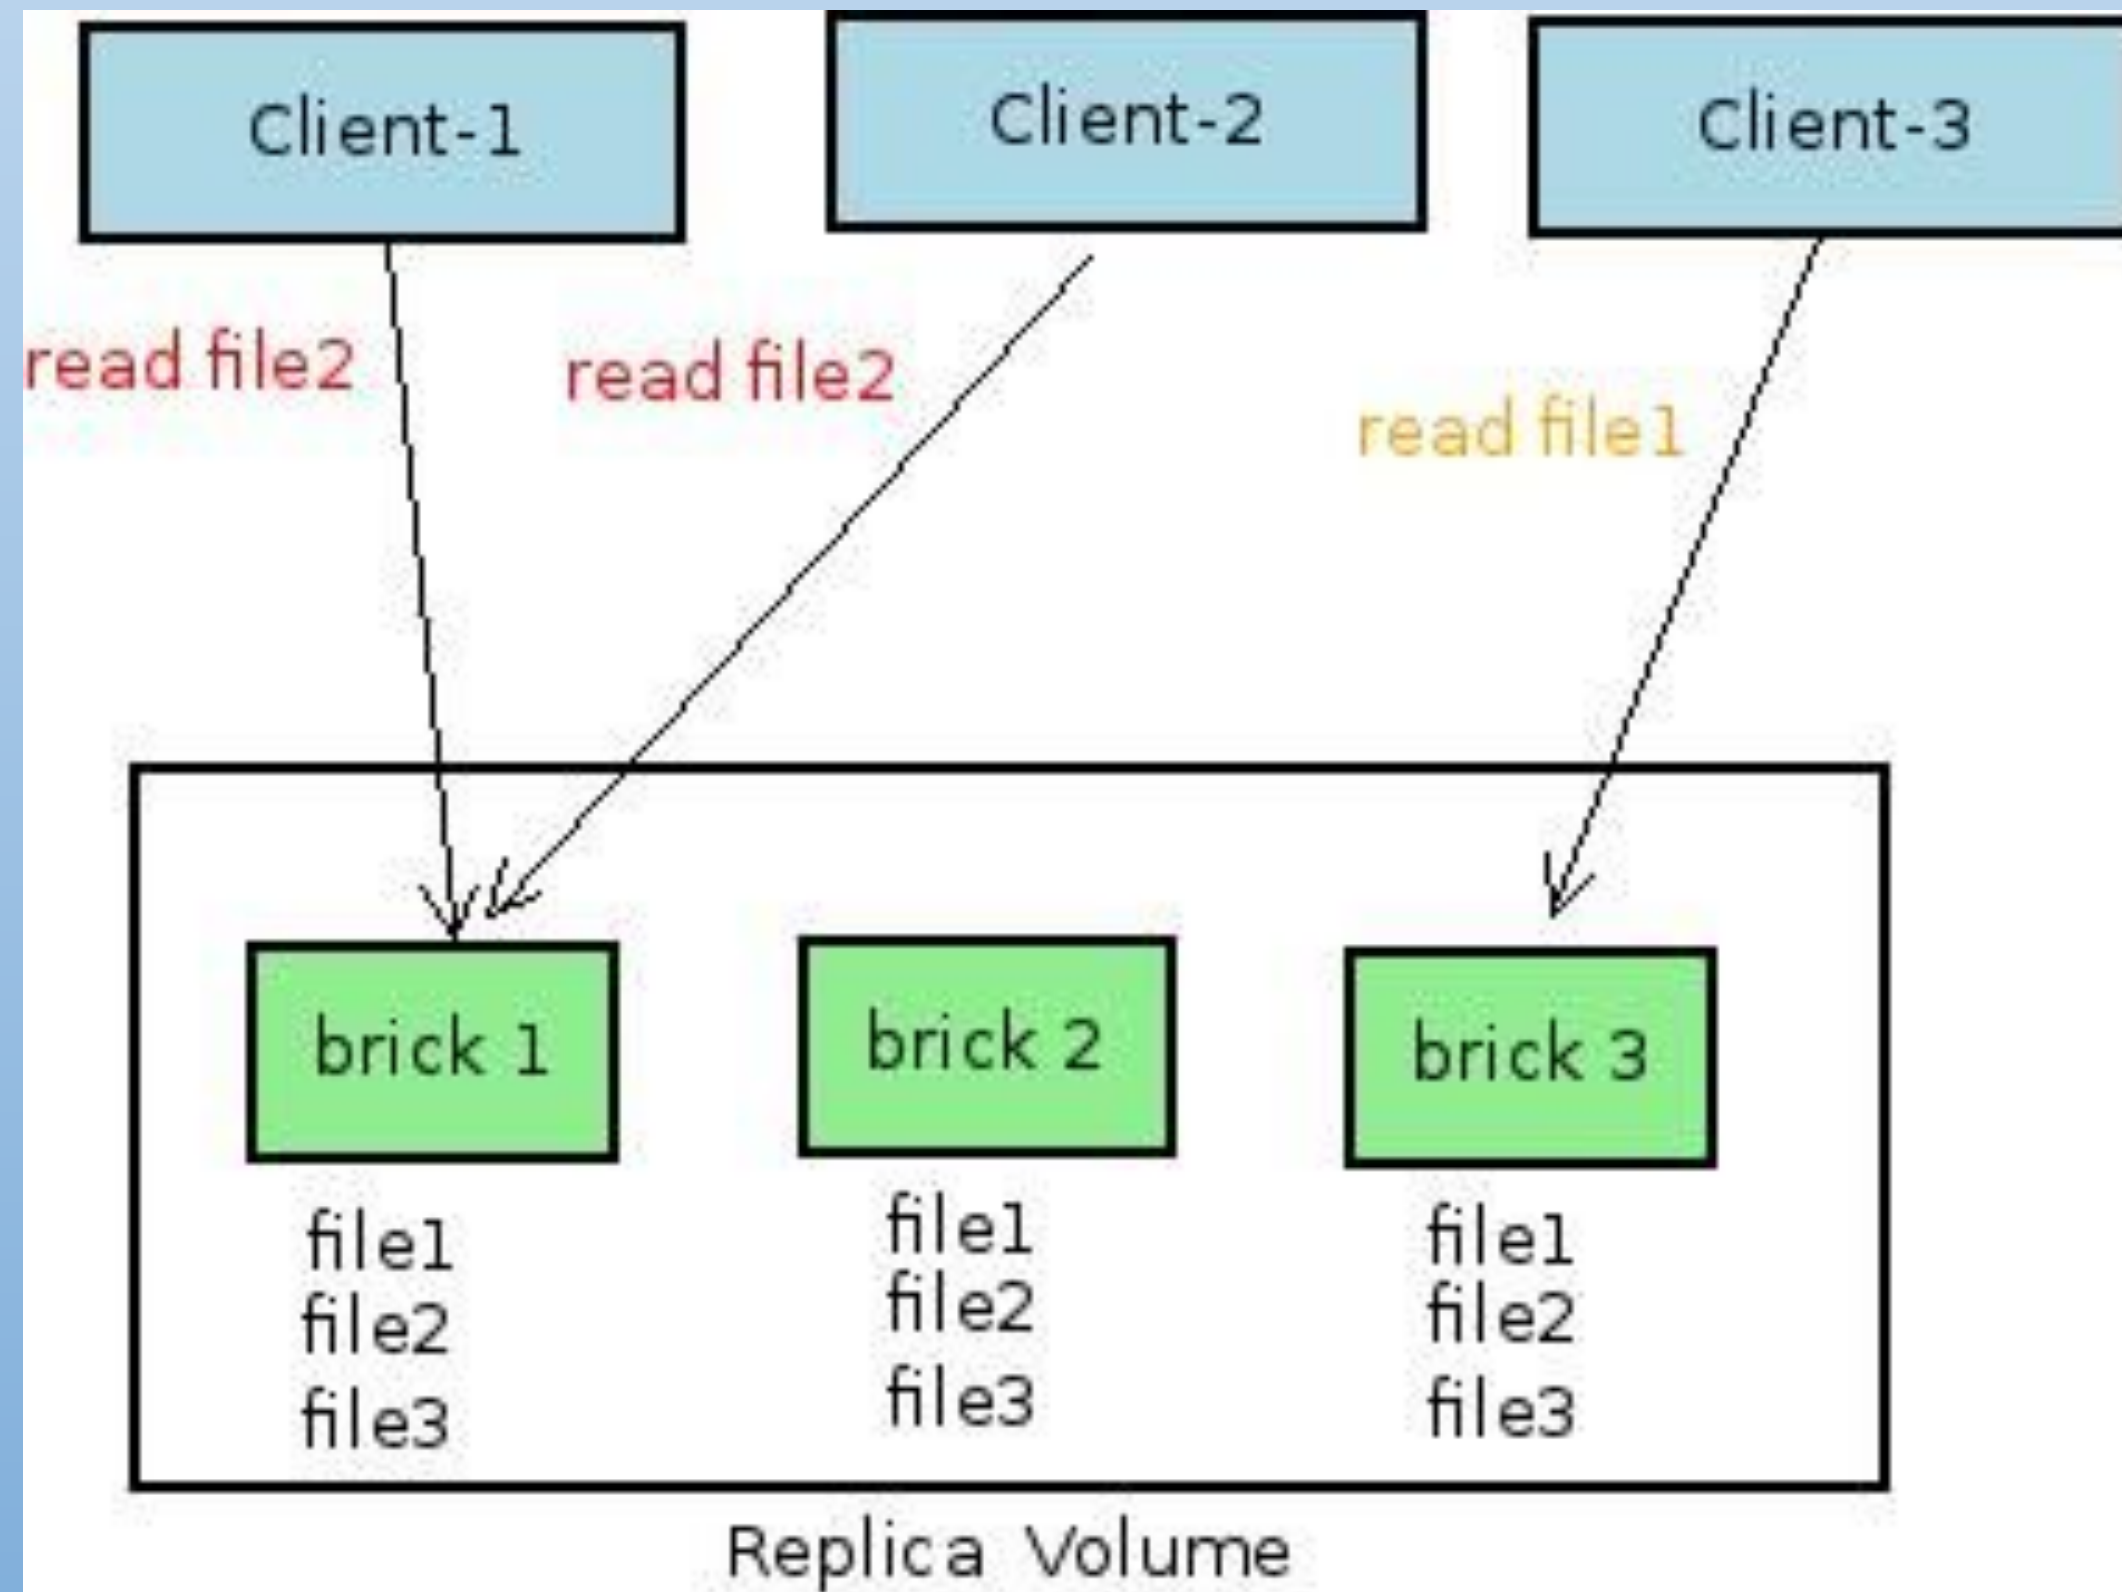 Client-1
Client-2
Client-3
read file2
read file2
read file1
brick 1
brick 2
brick 3
file1
file2
file3
file1
file2
file3
file1
file2
file3
Replica Volume